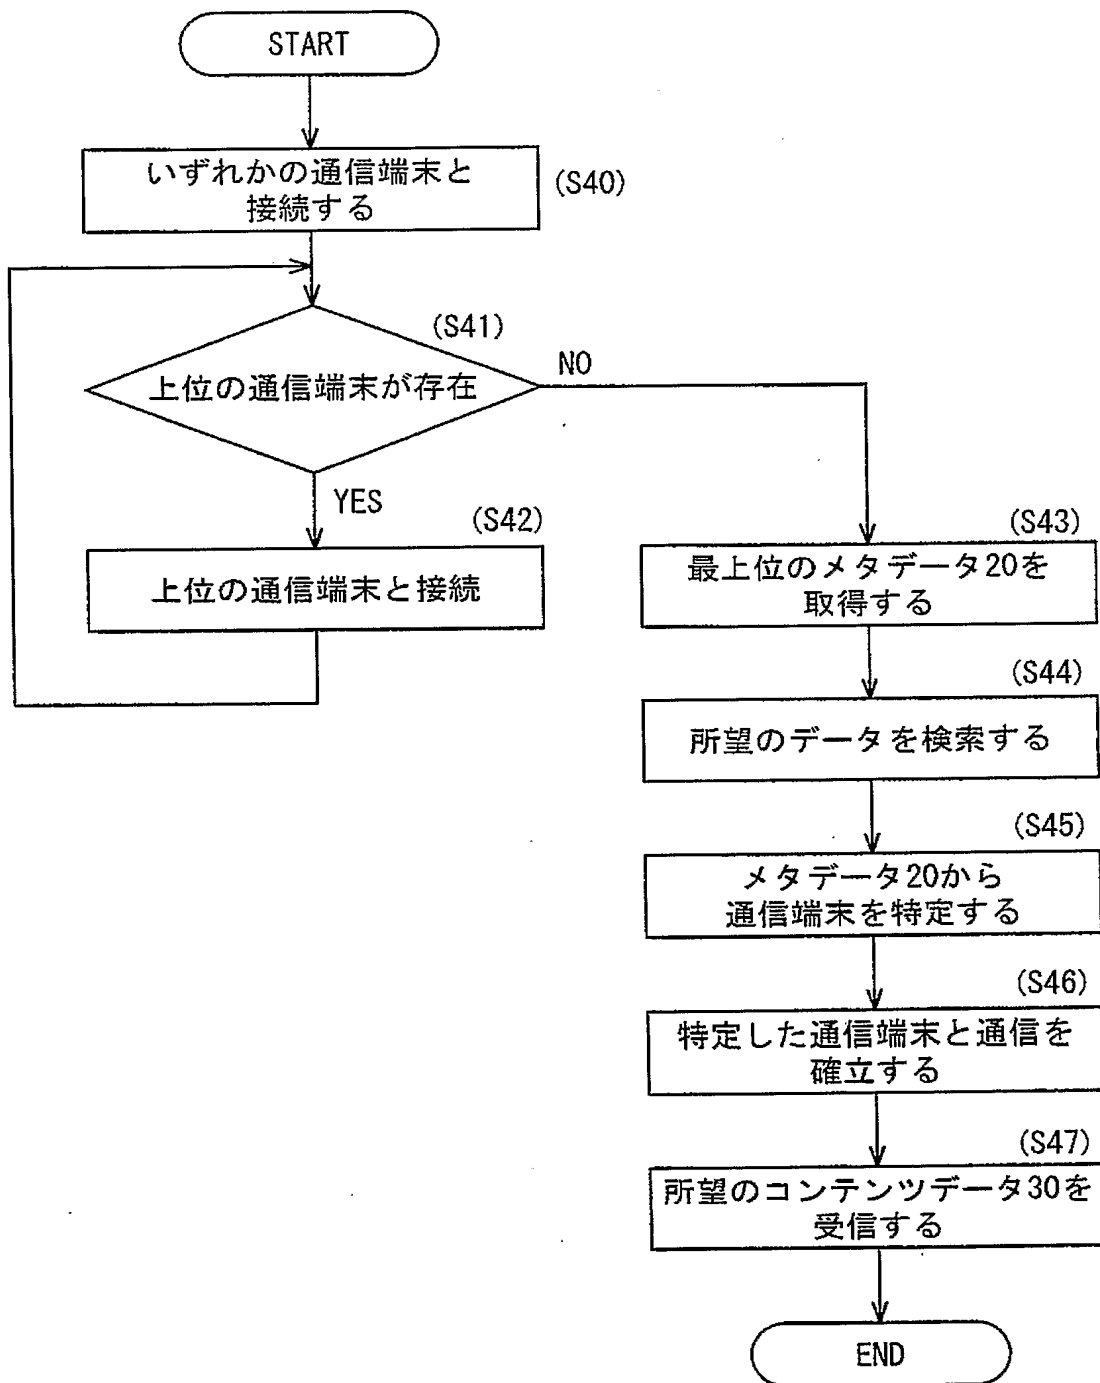 START
いずれかの通信端末と
接続する
(S40)
(S41)
上位の通信端末が存在
NO
YES
(S42)
上位の通信端末と接続
(S43)
最上位のメタデータ20を
取得する
(S44)
所望のデータを検索する
(S45)
メタデータ20から
通信端末を特定する
(S46)
特定した通信端末と通信を
確立する
(S47)
所望のコンテンツデータ30を
受信する
END